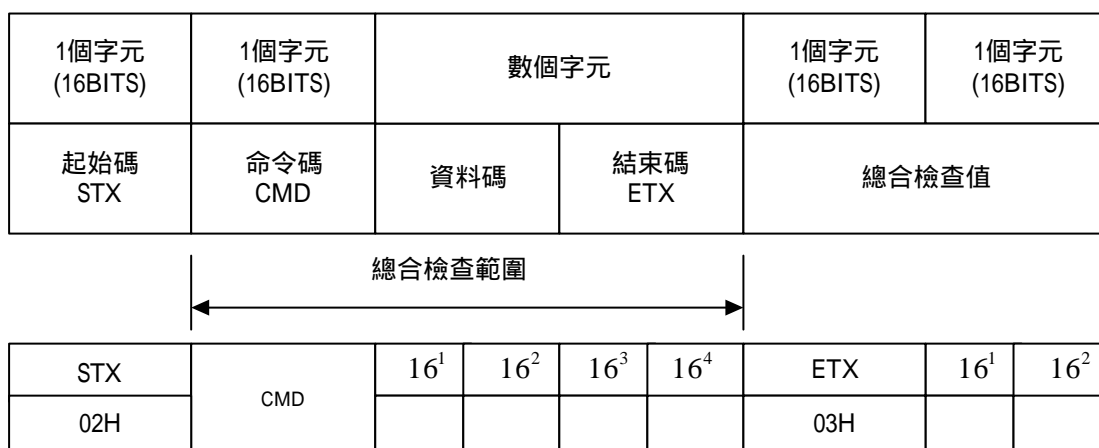 1個字元
(16BITS)
1個字元
(16BITS)
數個字元
1個字元
(16BITS)
1個字元
(16BITS)
起始碼
STX
命令碼
CMD
資料碼
結束碼
ETX
總合檢查值
總合檢查範圍
STX
CMD
16¹
16²
16³
16⁴
ETX
16¹
16²
02H
03H